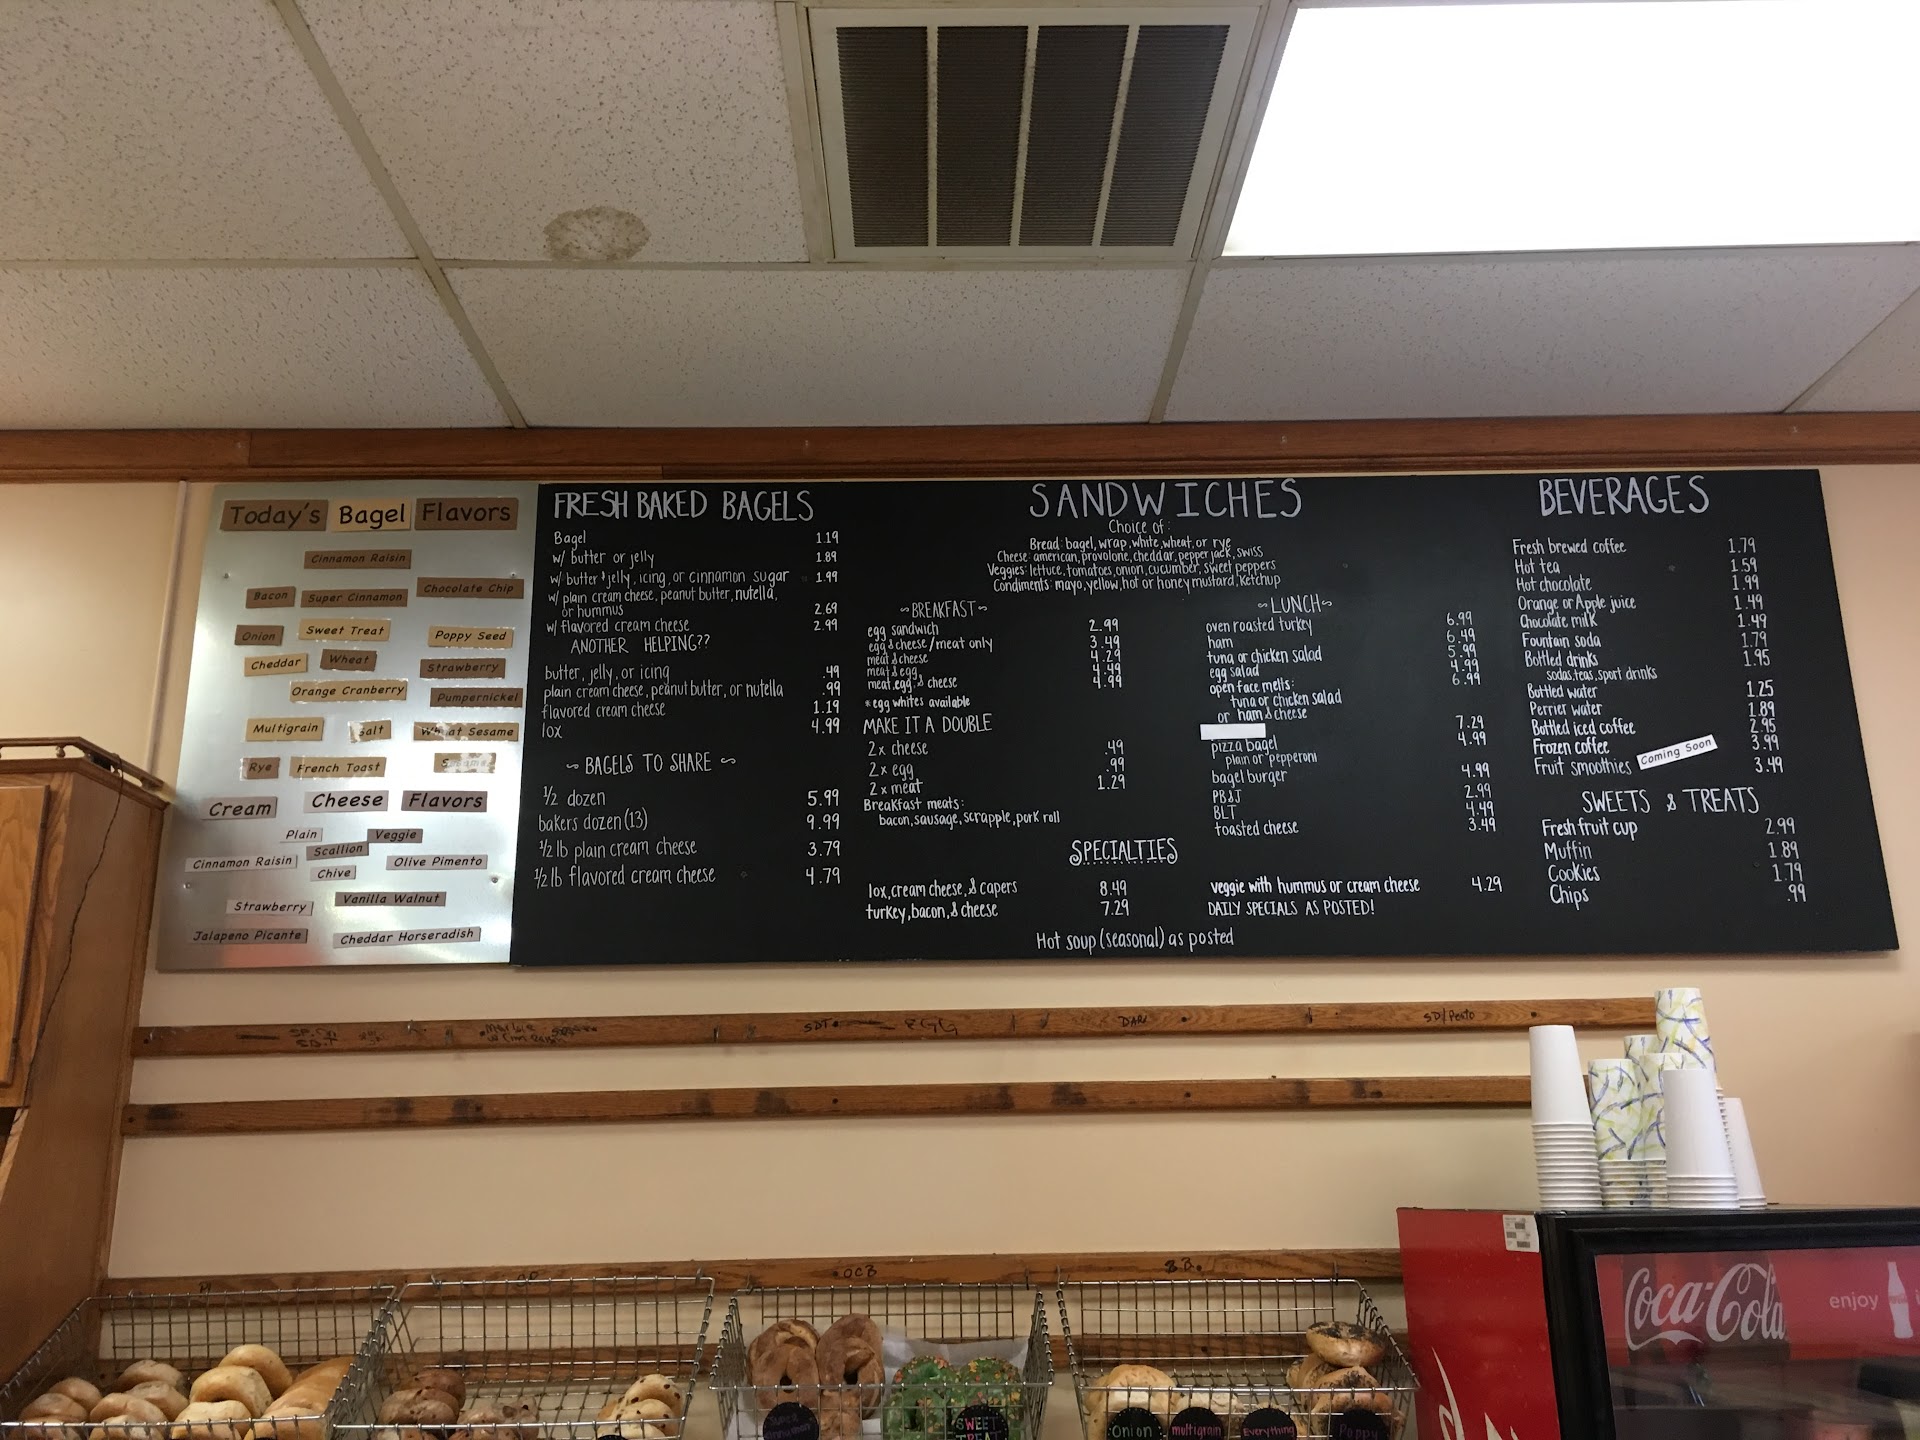 Today's Bagel Flavors
Cinnamon Raisin
Bacon Super Cinnamon Chocolate Chip
Onion Sweet Treat Poppy Seed
Cheddar Wheat Strawberry
Orange Cranberry Pumpernickel
Multigrain Salt Wheat Sesame
Rye French Toast
Cream Cheese Flavors
Plain Veggie
Scallion
Cinnamon Raisin Olive Pimento
Chive
Vanilla Walnut
Strawberry
Jalapeno Picante Cheddar Horseradish
FRESH BAKED BAGELS
Bagel 1.19
w/ butter or jelly 1.89
w/ butter & jelly, icing, or cinnamon sugar 1.99
w/ plain cream cheese, peanut butter, nutella,
or hummus 2.69
w/ flavored cream cheese 2.99
ANOTHER HELPING??
butter, jelly, or icing .49
plain cream cheese, peanut butter, or nutella .99
flavored cream cheese 1.19
lox 4.99
~ BAGELS TO SHARE ~
1/2 dozen 5.99
bakers dozen (13) 9.99
1/2 lb plain cream cheese 3.79
1/2 lb flavored cream cheese 4.79
SANDWICHES
Choice of:
Bread: bagel, wrap, white, wheat, or rye
Cheese: american, provolone, cheddar, pepper jack, swiss
Veggies: lettuce, tomatoes, onion, cucumber, sweet peppers
Condiments: mayo, yellow, hot or honey mustard, ketchup
~BREAKFAST~
egg sandwich 2.99
egg & cheese/meat only 3.49
meat & cheese 4.29
meat & egg 4.49
meat, egg, & cheese 4.99
*egg whites available
MAKE IT A DOUBLE
2x cheese .49
2x egg .99
2x meat 1.29
Breakfast meats:
bacon, sausage, scrapple, pork roll
~LUNCH~
oven roasted turkey 6.99
ham 6.49
tuna or chicken salad 5.99
egg salad 4.99
open face melts: 6.99
tuna or chicken salad
or ham & cheese
7.29
pizza bagel 4.99
plain or pepperoni
bagel burger 4.99
PB&J 2.99
BLT 4.49
toasted cheese 3.49
SPECIALTIES
lox, cream cheese, & capers 8.49
turkey, bacon, & cheese 7.29
veggie with hummus or cream cheese 4.29
DAILY SPECIALS AS POSTED!
Hot soup (seasonal) as posted
BEVERAGES
Fresh brewed coffee 1.79
Hot tea 1.59
Hot chocolate 1.99
Orange or Apple juice 1.49
Chocolate milk 1.49
Fountain soda 1.79
Bottled drinks 1.95
sodas, teas, sport drinks
Bottled water 1.25
Perrier water 1.89
Bottled iced coffee 2.95
Frozen coffee 3.99
Fruit smoothies Coming Soon 3.49
SWEETS & TREATS
Fresh fruit cup 2.99
Muffin 1.89
Cookies 1.79
Chips .99
SDT EGG
SD/Pesto
OCB
Super Cinnamon
SWEET TREAT
Onion
multigrain
Everything
Poppy
Coca-Cola
enjoy